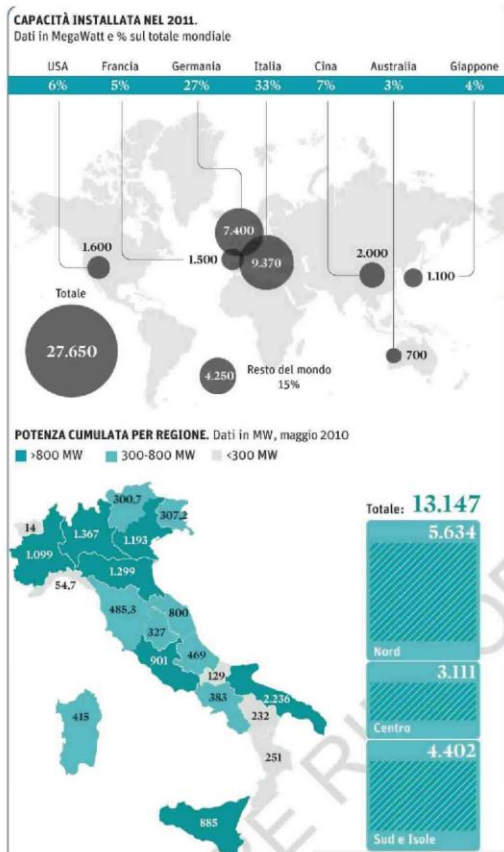 CAPACITÀ INSTALLATA NEL 2011.
Dati in MegaWatt e % sul totale mondiale
USA Francia Germania Italia Cina Australia Giappone
6% 5% 27% 33% 7% 3% 4%
7.400
1.600
1.500
9.370
2.000
1.100
Totale
27.650
4.250
Resto del mondo
15%
700
POTENZA CUMULATA PER REGIONE. Dati in MW, maggio 2010
>800 MW 300-800 MW <300 MW
300,7
307,2
14
1.367
1.193
1.099
1.299
54,7
485,3
800
327
469
901
129
383
2.236
232
415
251
885
Totale: 13.147
5.634
Nord
3.111
Centro
4.402
Sud e Isole